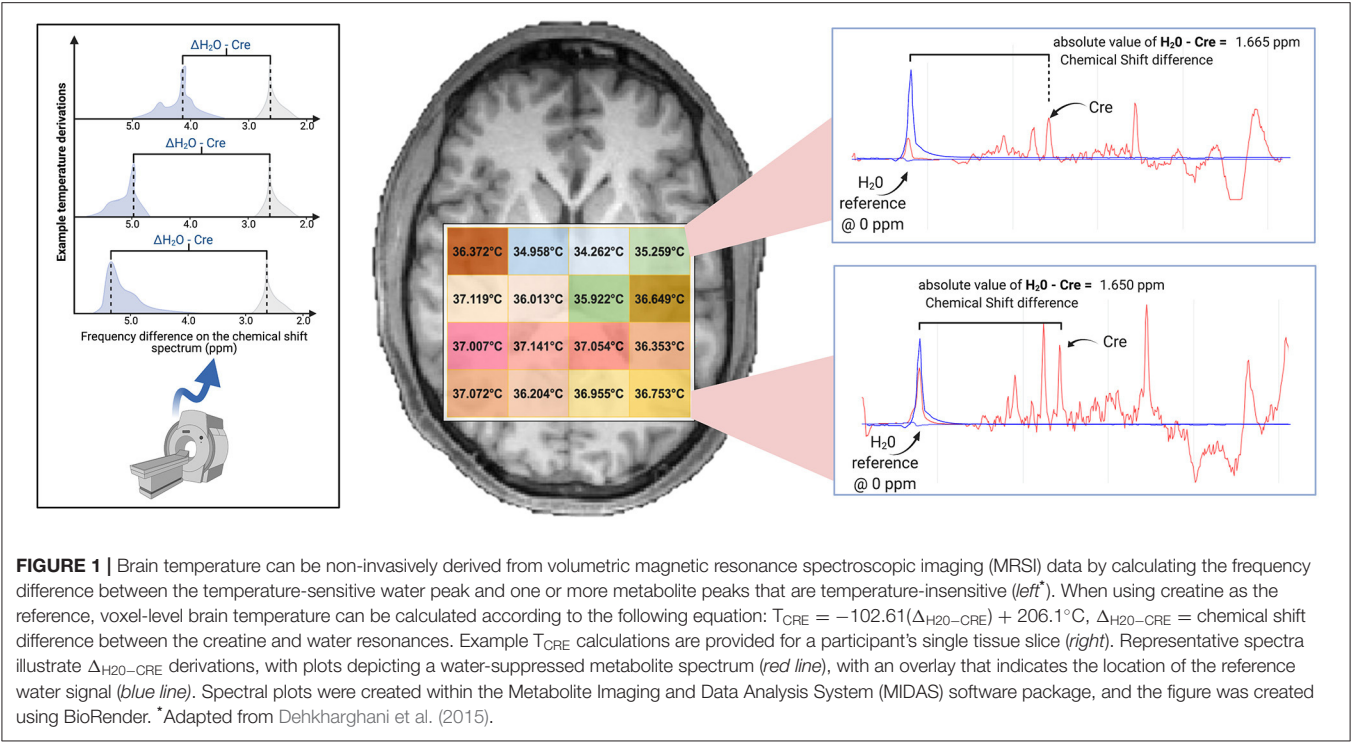 Example temperature derivations
ΔH2O - Cre
5.0 4.0 3.0 2.0
ΔH2O - Cre
5.0 4.0 3.0 2.0
ΔH2O - Cre
5.0 4.0 3.0 2.0
Frequency difference on the chemical shift
spectrum (ppm)
36.372°C 34.958°C 34.262°C 35.259°C
37.119°C 36.013°C 35.922°C 36.649°C
37.007°C 37.141°C 37.054°C 36.353°C
37.072°C 36.204°C 36.955°C 36.753°C
absolute value of H20 - Cre = 1.665 ppm
Chemical Shift difference
Cre
H20
reference
@ 0 ppm
absolute value of H20 - Cre = 1.650 ppm
Chemical Shift difference
Cre
H20
reference
@ 0 ppm
FIGURE 1 | Brain temperature can be non-invasively derived from volumetric magnetic resonance spectroscopic imaging (MRSI) data by calculating the frequency
difference between the temperature-sensitive water peak and one or more metabolite peaks that are temperature-insensitive (left*). When using creatine as the
reference, voxel-level brain temperature can be calculated according to the following equation: TCRE = −102.61(ΔH20−CRE) + 206.1°C, ΔH20−CRE = chemical shift
difference between the creatine and water resonances. Example TCRE calculations are provided for a participant's single tissue slice (right). Representative spectra
illustrate ΔH20−CRE derivations, with plots depicting a water-suppressed metabolite spectrum (red line), with an overlay that indicates the location of the reference
water signal (blue line). Spectral plots were created within the Metabolite Imaging and Data Analysis System (MIDAS) software package, and the figure was created
using BioRender. *Adapted from Dehkharghani et al. (2015).